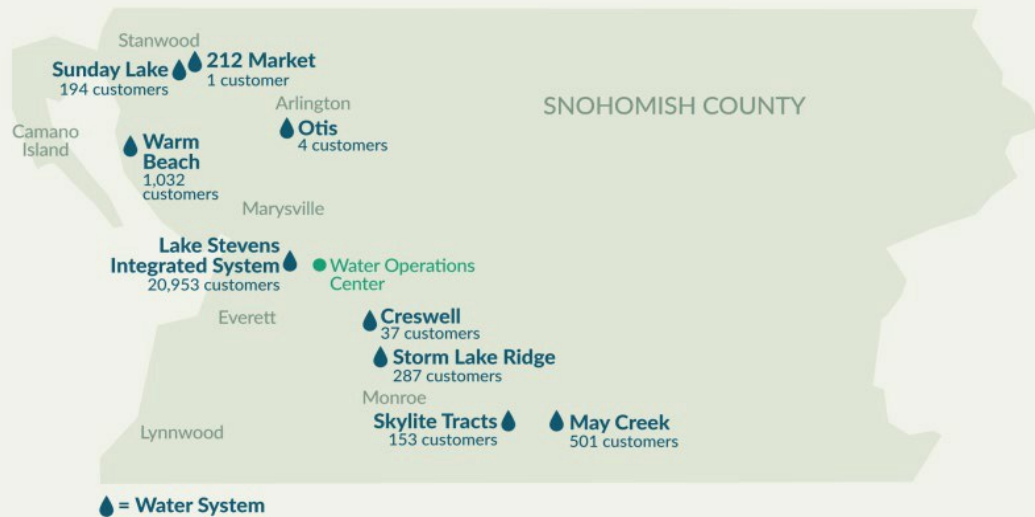 Stanwood
212 Market
1 customer
Sunday Lake
194 customers
Arlington
SNOHOMISH COUNTY
Otis
4 customers
Camano
Island
Warm
Beach
1,032
customers
Marysville
Lake Stevens
Integrated System
20,953 customers
Water Operations
Center
Everett
Creswell
37 customers
Storm Lake Ridge
287 customers
Monroe
Skylite Tracts
153 customers
May Creek
501 customers
Lynnwood
= Water System